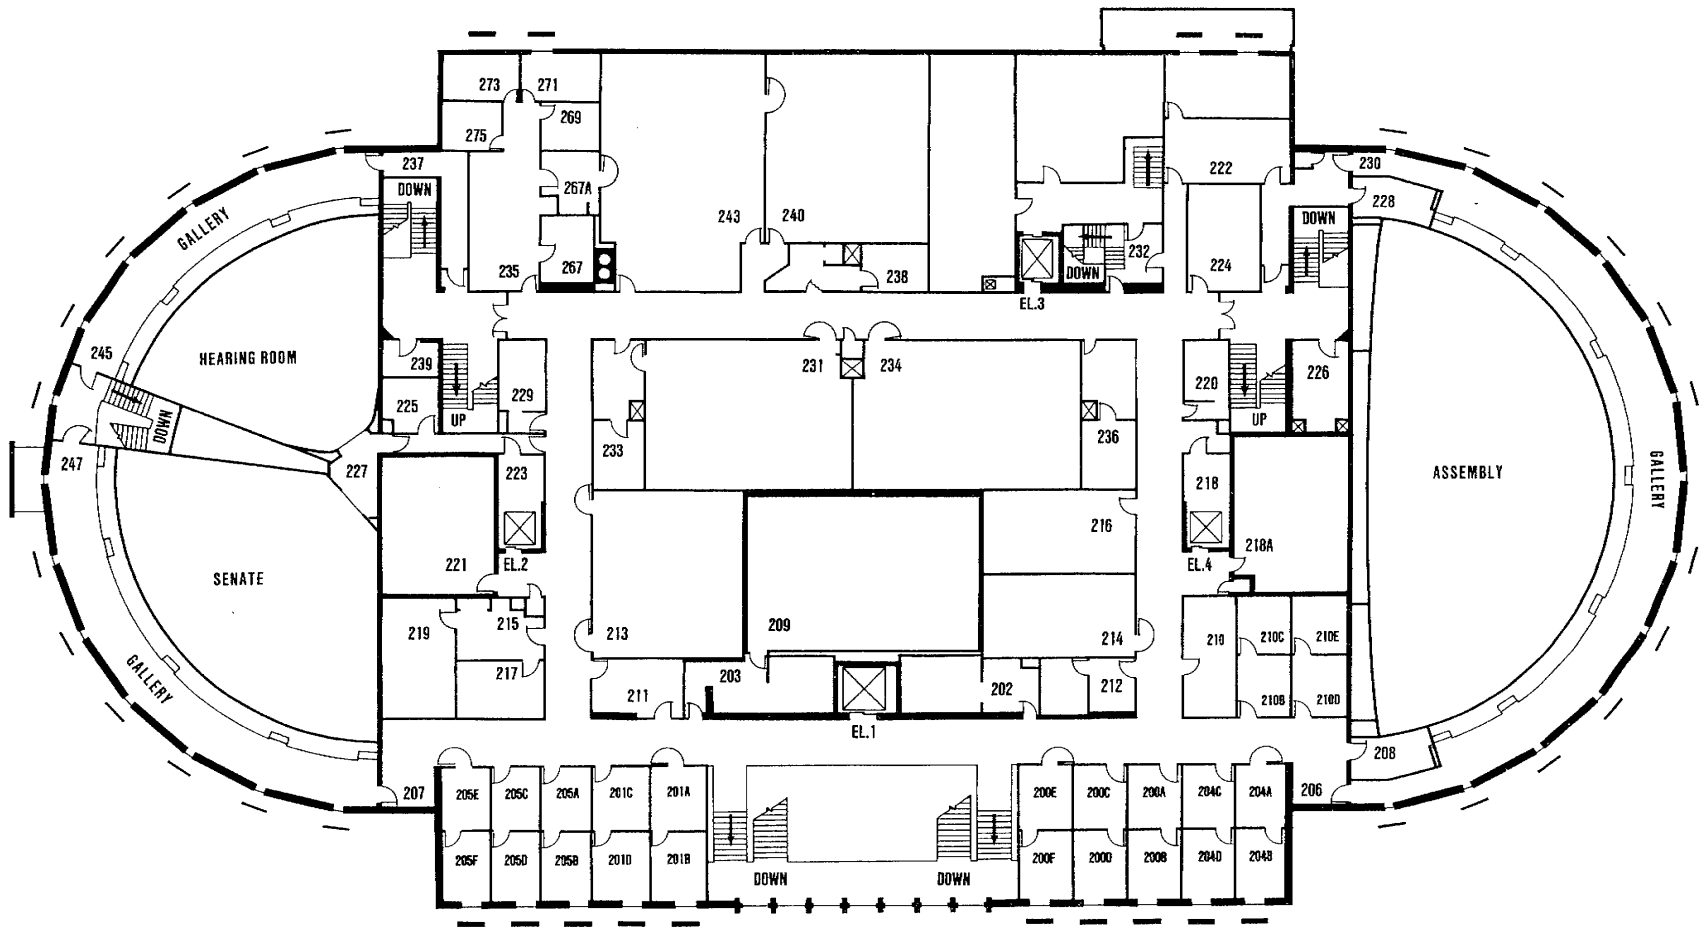 273
271
275
269
237
DOWN
267A
GALLERY
243
240
235
267
238
222
230
228
DOWN
232
DOWN
224
EL.3
245
HEARING ROOM
239
225
UP
229
231
234
220
UP
226
DOWN
247
227
233
223
236
218
ASSEMBLY
GALLERY
EL.2
221
216
EL.4
218A
SENATE
219
215
213
209
214
210
210C
210E
217
GALLERY
211
203
202
212
210B
210D
EL.1
208
207
205E
205C
205A
201C
201A
200E
200C
200A
204C
204A
206
205F
205D
205B
201D
201B
DOWN
DOWN
200F
200D
200B
204D
204B